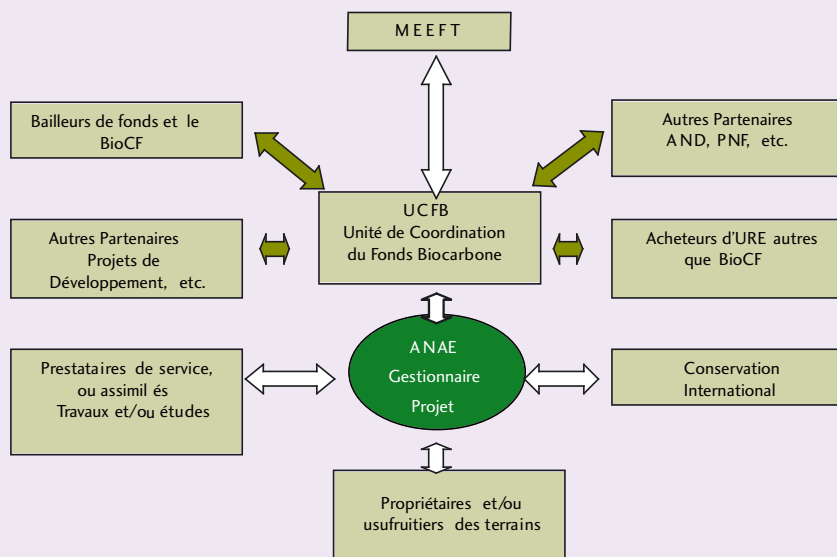 MEEFT
Bailleurs de fonds et le
BioCF
Autres Partenaires
AND, PNF, etc.
UCFB
Unité de Coordination
du Fonds Biocarbone
Autres Partenaires
Projets de
Développement, etc.
Acheteurs d'URE autres
que BioCF
ANAE
Gestionnaire
Projet
Prestataires de service,
ou assimil és
Travaux et/ou études
Conservation
International
Propriétaires et/ou
usufruitiers des terrains